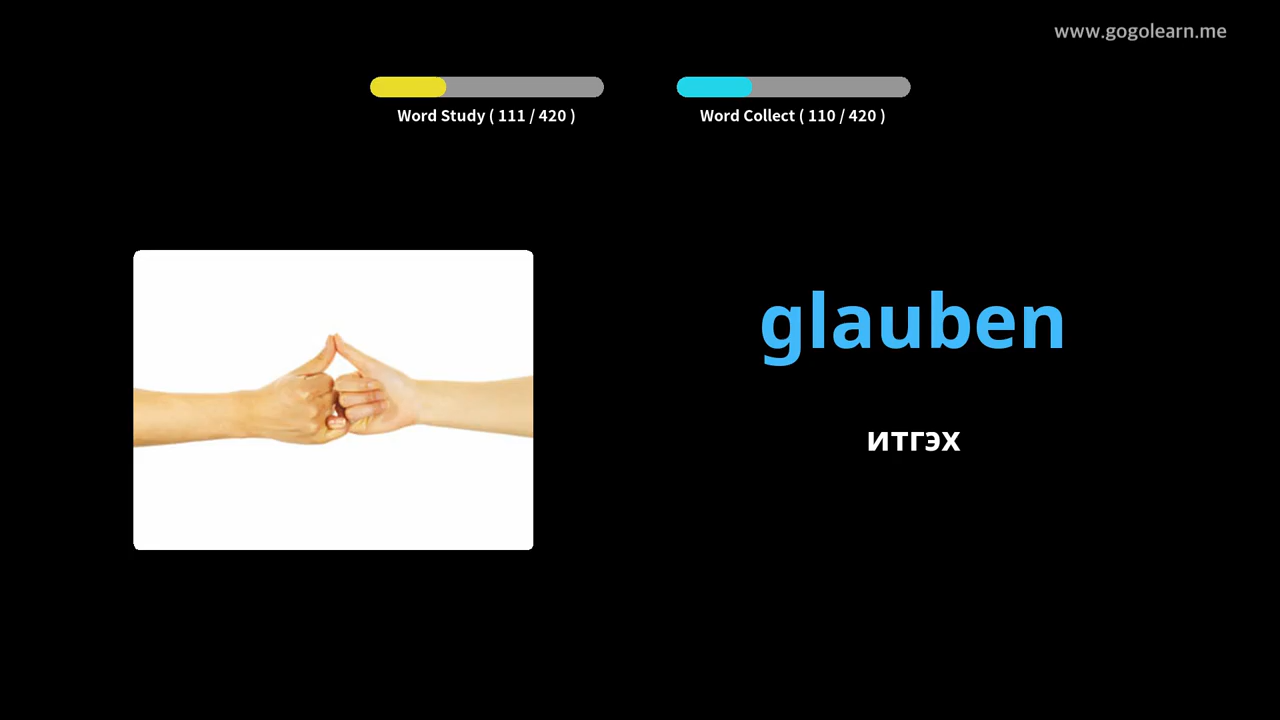 www.gogolearn.me
Word Study ( 111 / 420 )
Word Collect ( 110 / 420 )
glauben
итгэх